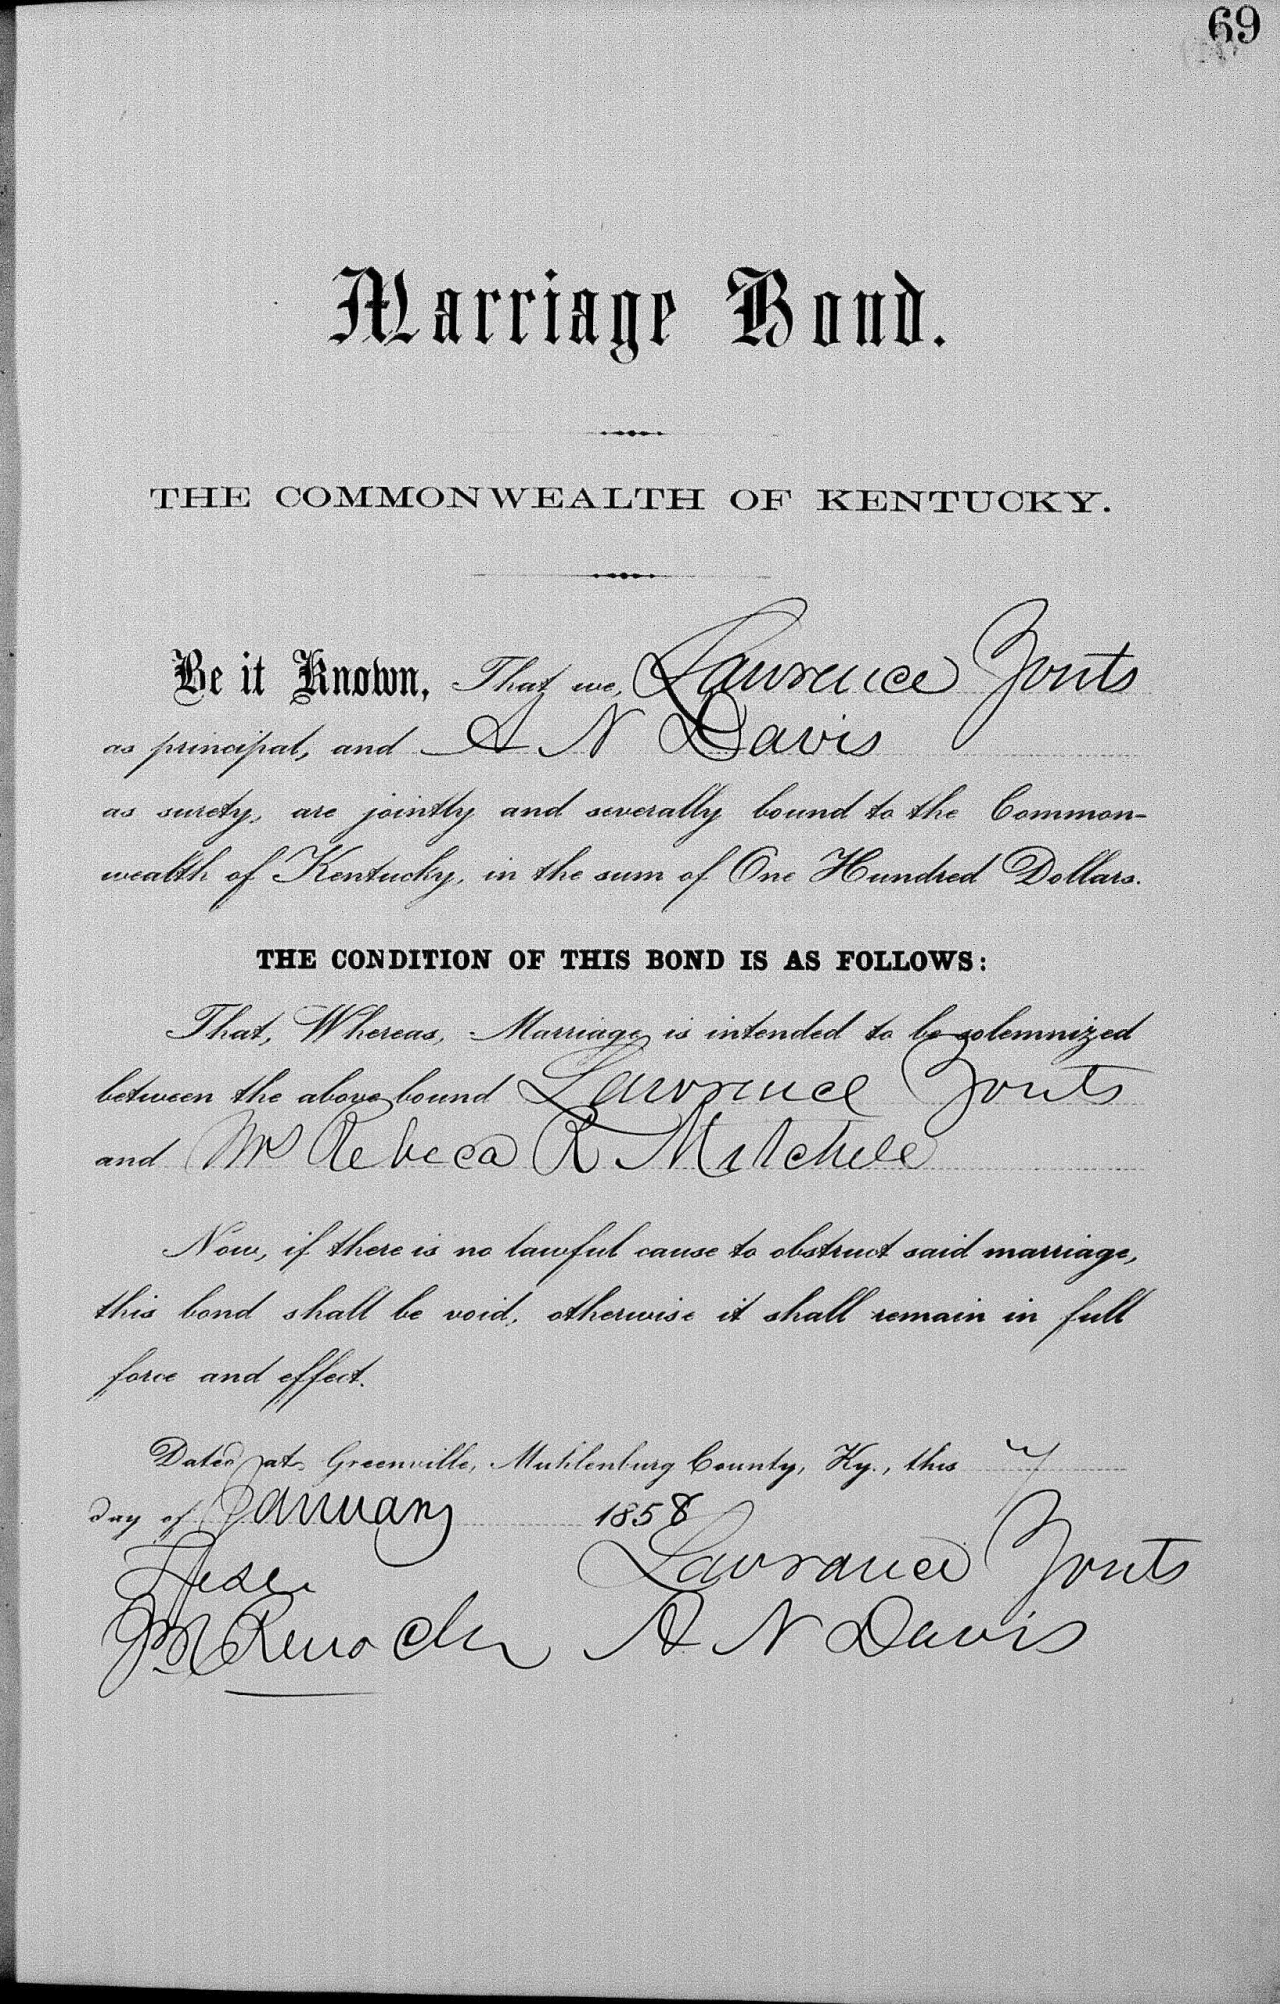 69
Marriage Bond.
THE COMMONWEALTH OF KENTUCKY.
Be it Known, That we, Lawrence Yonts
as principal, and A N Davis
as surety, are jointly and severally bound to the Common-
wealth of Kentucky, in the sum of One Hundred Dollars.
THE CONDITION OF THIS BOND IS AS FOLLOWS:
That, Whereas, Marriage is intended to be solemnized
between the above bound Lawrence Yonts
and Mrs Rebeca R Mitchell
Now, if there is no lawful cause to obstruct said marriage,
this bond shall be void, otherwise it shall remain in full
force and effect.
Dated at Greenville, Muhlenburg County, Ky., this 7
day of January 1858
Lawrance Yonts
A N Davis